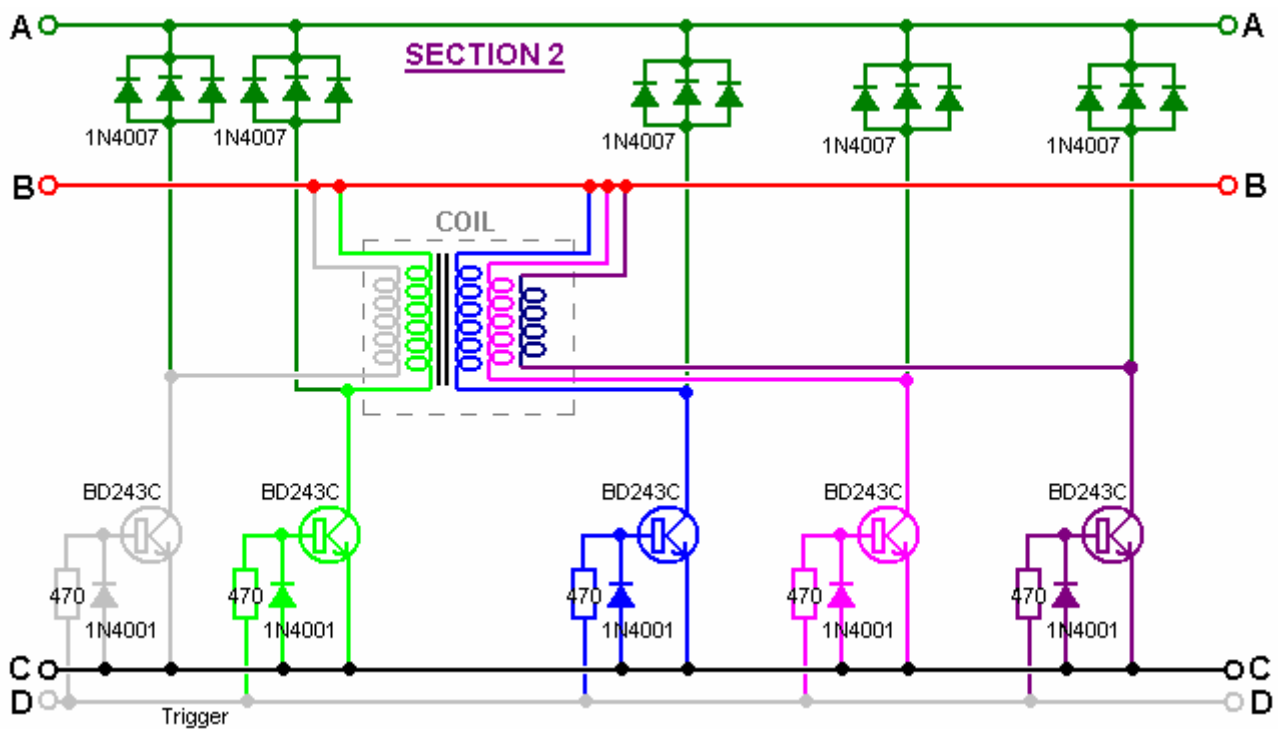 A A
SECTION 2
1N4007 1N4007 1N4007 1N4007 1N4007
B B
COIL
BD243C BD243C BD243C BD243C BD243C
470 470 470 470 470
1N4001 1N4001 1N4001 1N4001 1N4001
C C
D D
Trigger